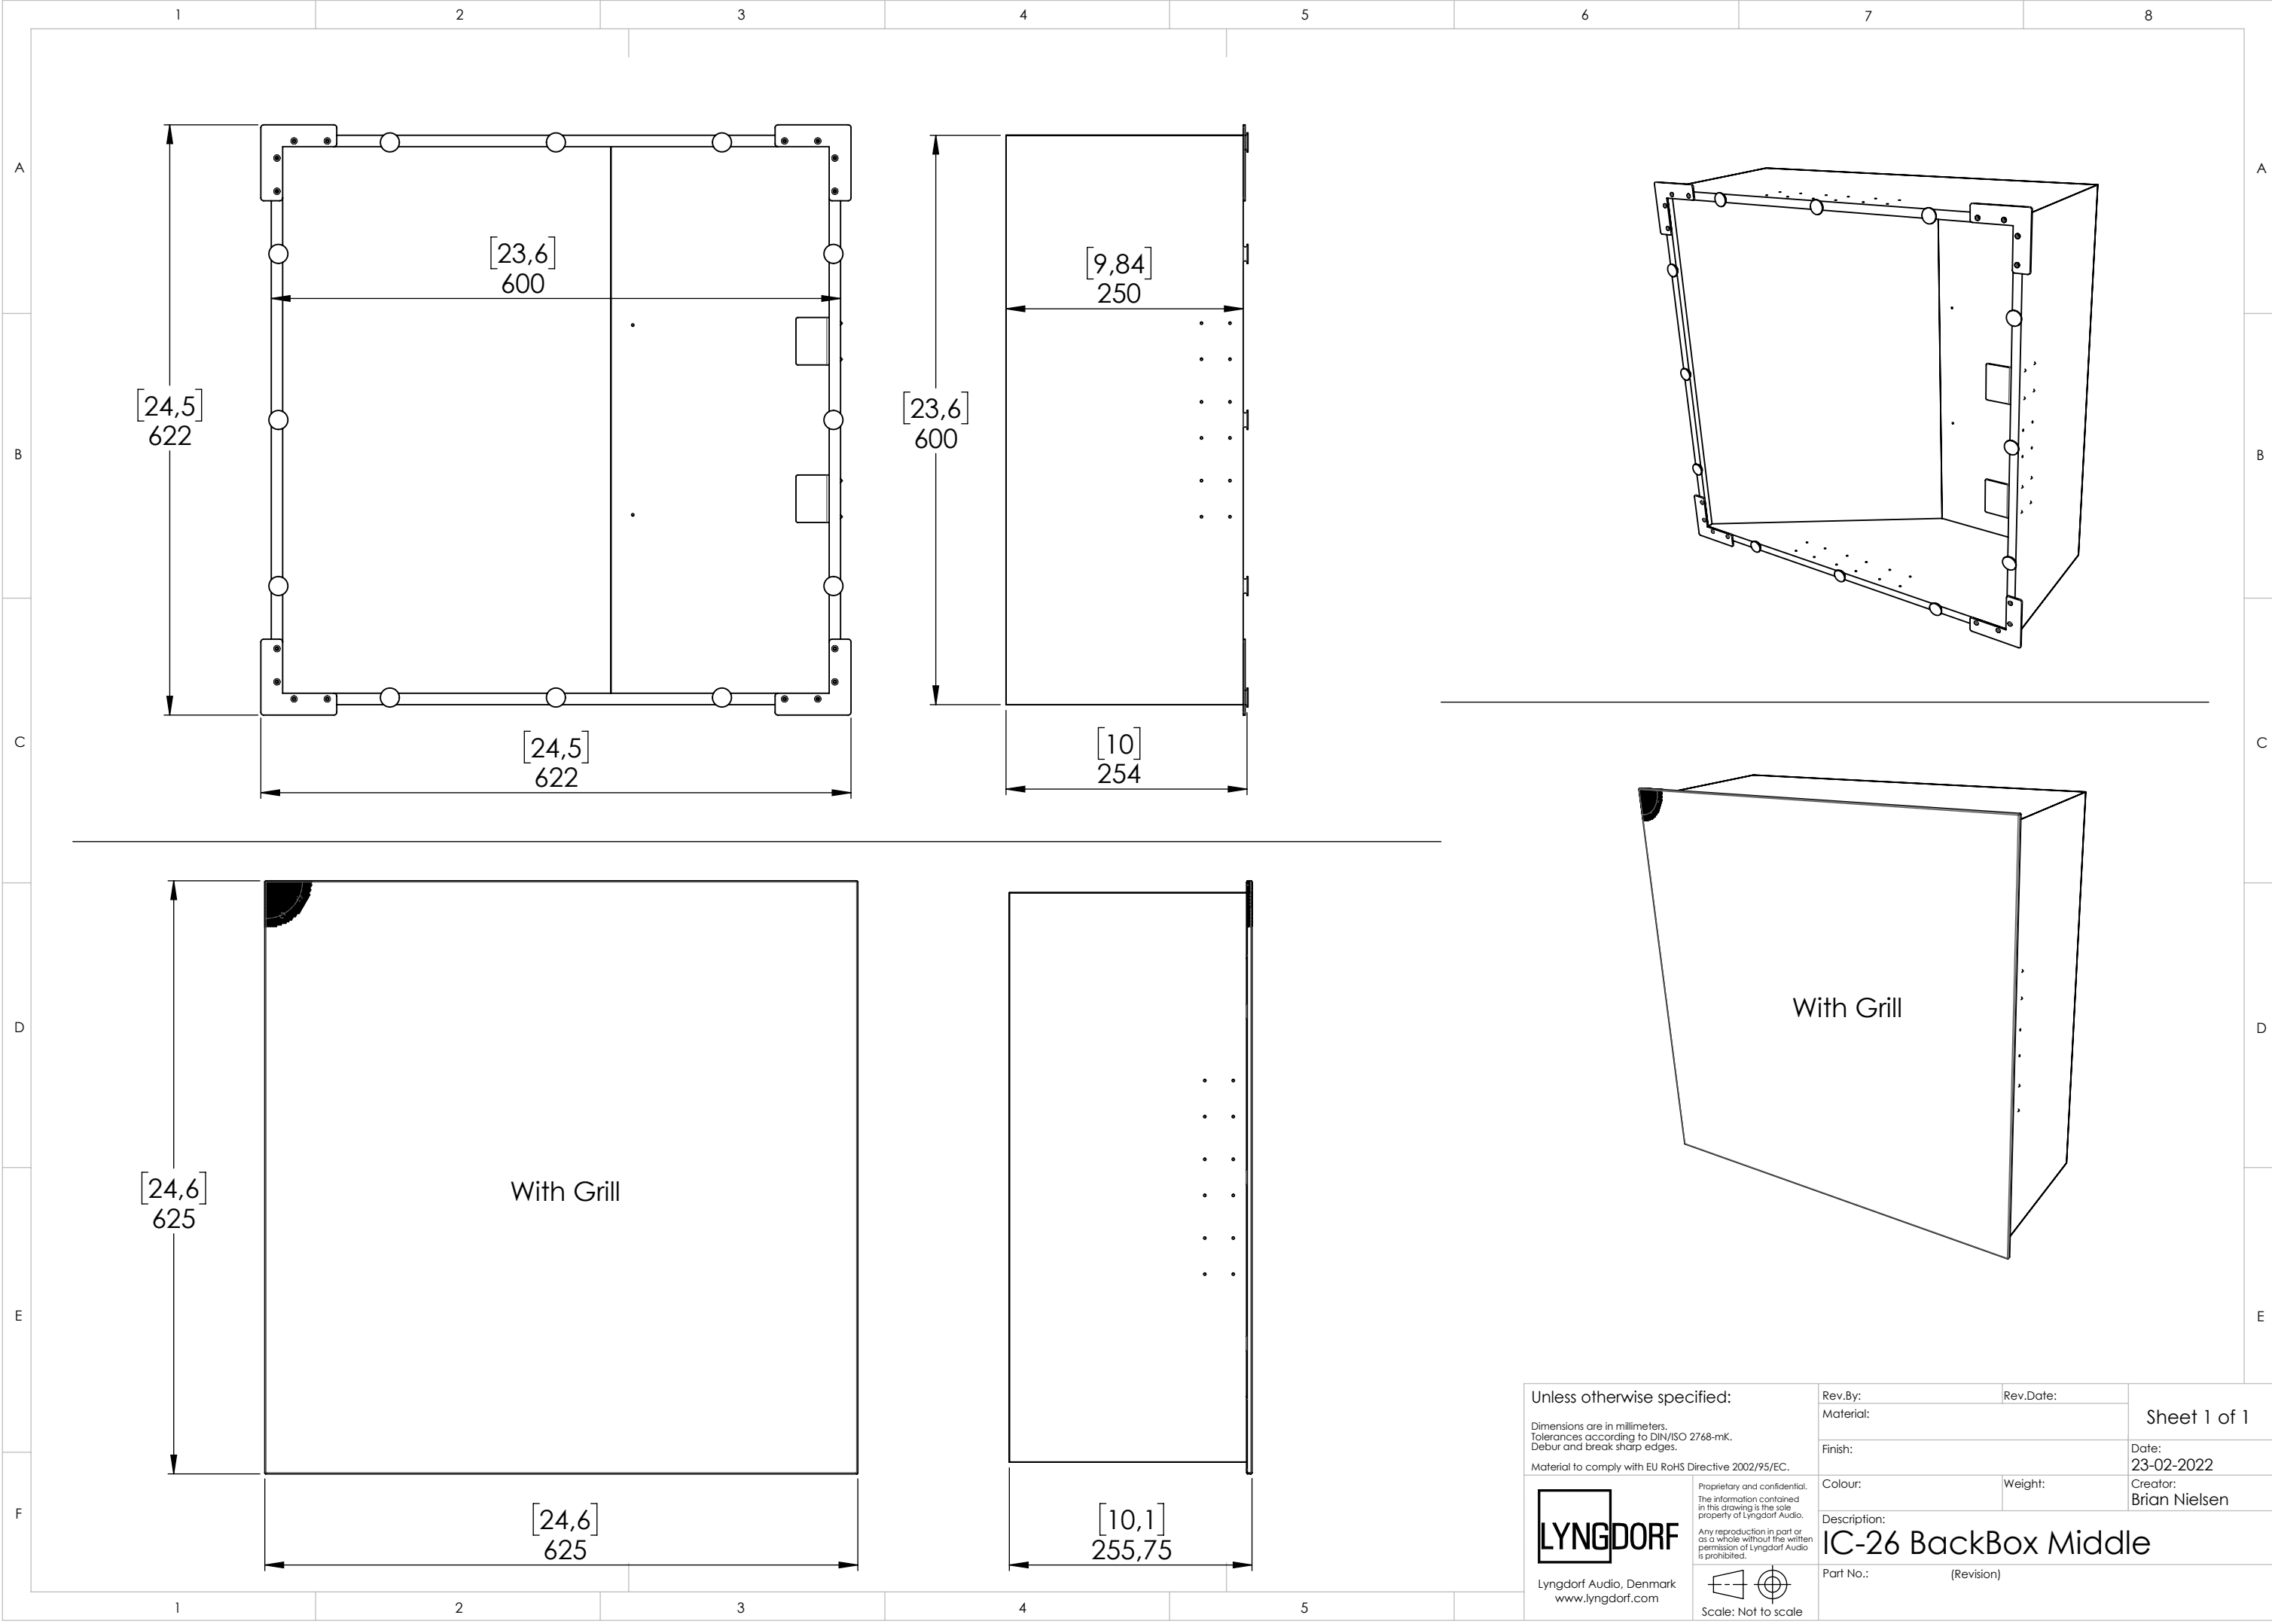 1 2 3 4 5 6 7 8
A A
B B
C C
D D
E E
F
[24,5]
622
[23,6]
600
[24,5]
622
[23,6]
600
[9,84]
250
[10]
254
[24,6]
625
With Grill
[24,6]
625
[10,1]
255,75
With Grill
Unless otherwise specified:
Dimensions are in millimeters.
Tolerances according to DIN/ISO 2768-mK.
Debur and break sharp edges.
Material to comply with EU RoHS Directive 2002/95/EC.
Rev.By:
Rev.Date:
Sheet 1 of 1
Material:
Finish:
Date:
23-02-2022
Colour:
Weight:
Creator:
Brian Nielsen
LYNGDORF
Lyngdorf Audio, Denmark
www.lyngdorf.com
Proprietary and confidential.
The information contained
in this drawing is the sole
property of Lyngdorf Audio.
Any reproduction in part or
as a whole without the written
permission of Lyngdorf Audio
is prohibited.
Scale: Not to scale
Description:
IC-26 BackBox Middle
Part No.:
(Revision)
1 2 3 4 5